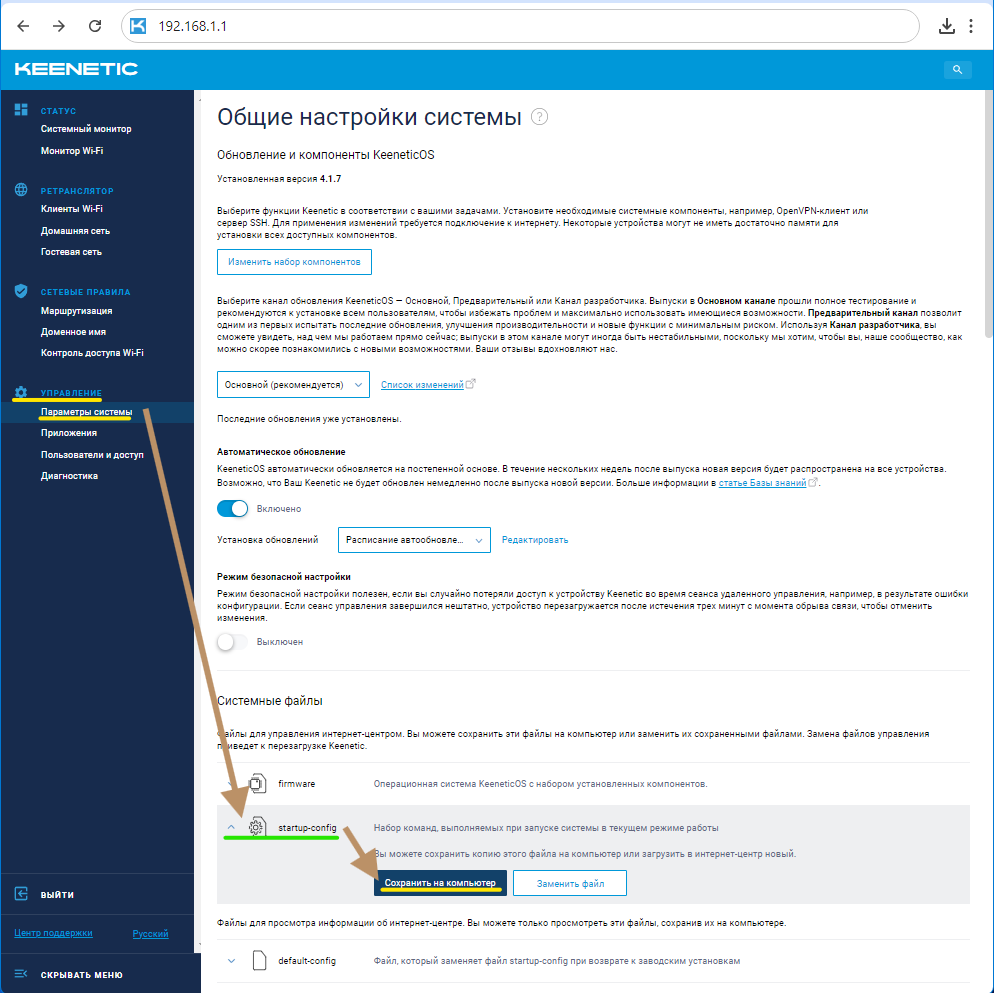 192.168.1.1
KEENETIC
СТАТУС
Системный монитор
Монитор Wi-Fi
РЕТРАНСЛЯТОР
Клиенты Wi-Fi
Домашняя сеть
Гостевая сеть
СЕТЕВЫЕ ПРАВИЛА
Маршрутизация
Доменное имя
Контроль доступа Wi-Fi
УПРАВЛЕНИЕ
Параметры системы
Приложения
Пользователи и доступ
Диагностика
ВЫЙТИ
Центр поддержки
Русский
СКРЫВАТЬ МЕНЮ
Общие настройки системы ?
Обновление и компоненты KeeneticOS
Установленная версия 4.1.7
Выберите функции Keenetic в соответствии с вашими задачами. Установите необходимые системные компоненты, например, OpenVPN-клиент или
сервер SSH. Для применения изменений требуется подключение к интернету. Некоторые устройства могут не иметь достаточно памяти для
установки всех доступных компонентов.
Изменить набор компонентов
Выберите канал обновления KeeneticOS — Основной, Предварительный или Канал разработчика. Выпуски в Основном канале прошли полное тестирование и
рекомендуются к установке всем пользователям, чтобы избежать проблем и максимально использовать имеющиеся возможности. Предварительный канал позволит
одним из первых испытать последние обновления, улучшения производительности и новые функции с минимальным риском. Используя Канал разработчика, вы
сможете увидеть, над чем мы работаем прямо сейчас; выпуски в этом канале могут иногда быть нестабильными, поскольку мы хотим, чтобы вы, наше сообщество, как
можно скорее познакомились с новыми возможностями. Ваши отзывы вдохновляют нас.
Основной (рекомендуется)
Список изменений
Последние обновления уже установлены.
Автоматическое обновление
KeeneticOS автоматически обновляется на постепенной основе. В течение нескольких недель после выпуска новая версия будет распространена на все устройства.
Возможно, что Ваш Keenetic не будет обновлен немедленно после выпуска новой версии. Больше информации в статье Базы знаний.
Включено
Установка обновлений
Расписание автообновле...
Редактировать
Режим безопасной настройки
Режим безопасной настройки полезен, если вы случайно потеряли доступ к устройству Keenetic во время сеанса удаленного управления, например, в результате ошибки
конфигурации. Если сеанс управления завершился нештатно, устройство перезагружается после истечения трех минут с момента обрыва связи, чтобы отменить
изменения.
Выключен
Системные файлы
Файлы для управления интернет-центром. Вы можете сохранить эти файлы на компьютер или заменить их сохраненными файлами. Замена файлов управления
приведет к перезагрузке Keenetic.
firmware
Операционная система KeeneticOS с набором установленных компонентов.
startup-config
Набор команд, выполняемых при запуске системы в текущем режиме работы
Вы можете сохранить копию этого файла на компьютер или загрузить в интернет-центр новый.
Сохранить на компьютер
Заменить файл
Файлы для просмотра информации об интернет-центре. Вы можете только просмотреть эти файлы, сохранив их на компьютере.
default-config
Файл, который заменяет файл startup-config при возврате к заводским установкам